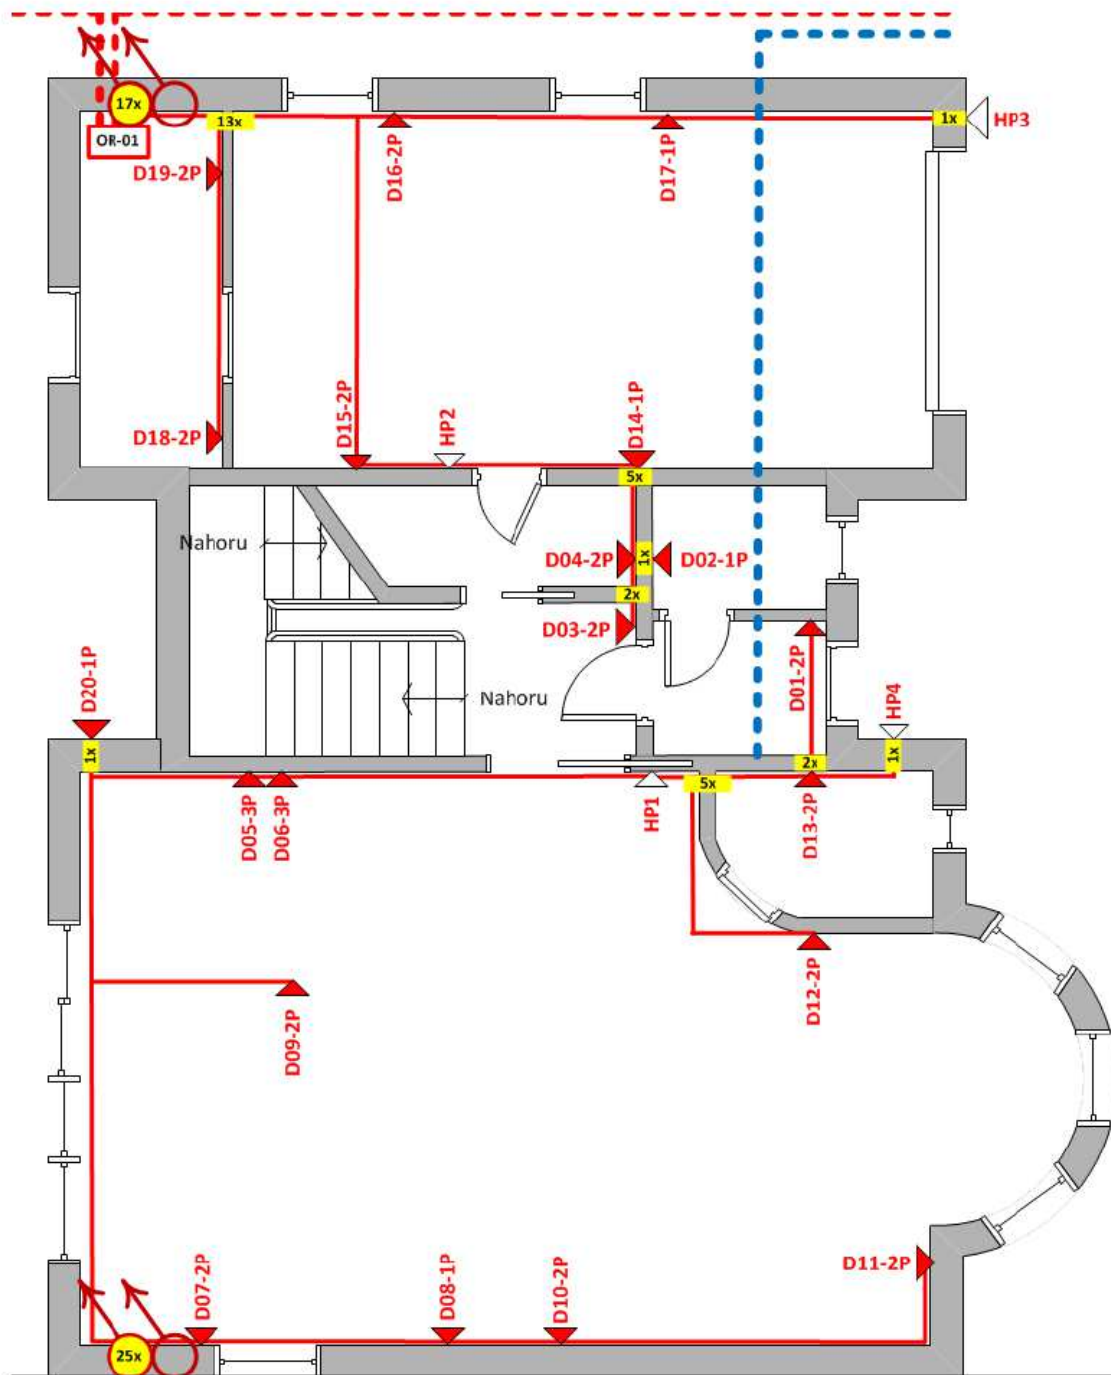 17x
13x
OR-01
1x
HP3
D19-2P
D16-2P
D17-1P
D18-2P
D15-2P
HP2
D14-1P
5x
Nahoru
D04-2P
1x
D02-1P
2x
D03-2P
D01-2P
D20-1P
Nahoru
HP4
1x
2x
1x
5x
D05-3P
D06-3P
HP1
D13-2P
D12-2P
D09-2P
D11-2P
D07-2P
D08-1P
D10-2P
25x